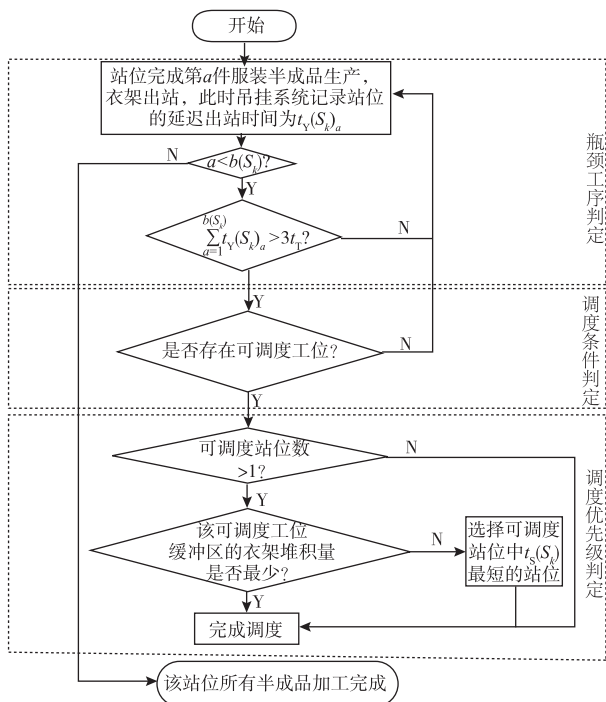 开始
站位完成第a件服装半成品生产，
衣架出站，此时吊挂系统记录站位
的延迟出站时间为t_Y(S_k)_a
N
a<b(S_k)?
Y
b(S_k)
∑t_Y(S_k)_a>3t_T?
a=1
N
瓶颈工序判定
Y
是否存在可调度工位？
N
调度条件判定
Y
可调度站位数
>1?
N
Y
该可调度工位
缓冲区的衣架堆积量
是否最少？
N
选择可调度
站位中t_S(S_k)
最短的站位
调度优先级判定
Y
完成调度
该站位所有半成品加工完成